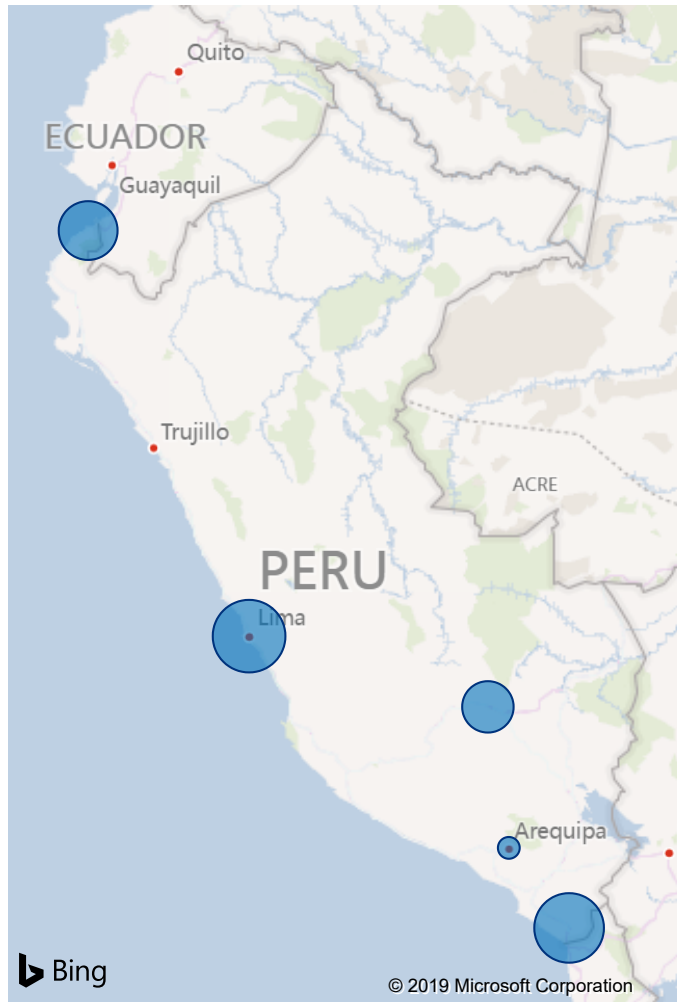 Quito
ECUADOR
Guayaquil
Trujillo
ACRE
PERU
Lima
Arequipa
Bing
© 2019 Microsoft Corporation